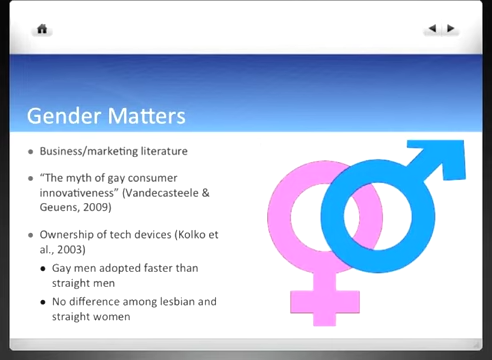 Gender Matters
Business/marketing literature
“The myth of gay consumer
innovativeness” (Vandecasteele &
Geuens, 2009)
Ownership of tech devices (Kolko et
al., 2003)
Gay men adopted faster than
straight men
No difference among lesbian and
straight women